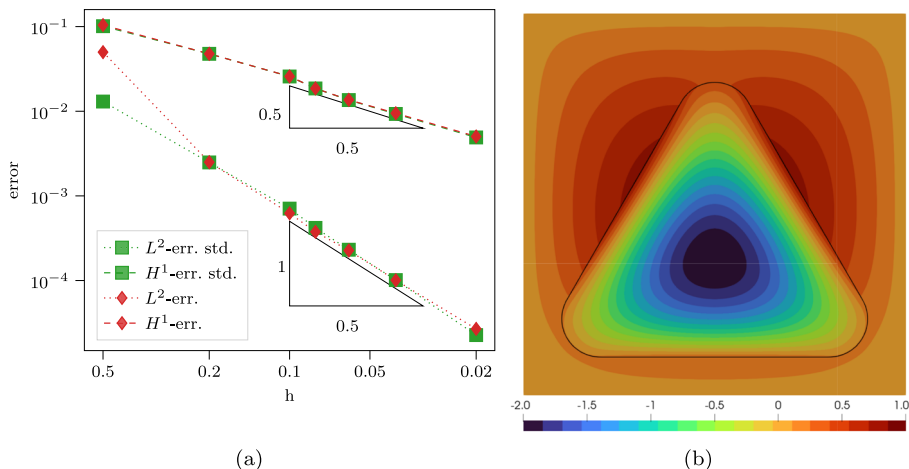 10⁻¹
10⁻²
10⁻³
10⁻⁴
error
0.5
0.5
1
0.5
L²-err. std.
H¹-err. std.
L²-err.
H¹-err.
0.5
0.2
0.1
0.05
0.02
h
(a)
-2.0
-1.5
-1
-0.5
0
0.5
1.0
(b)